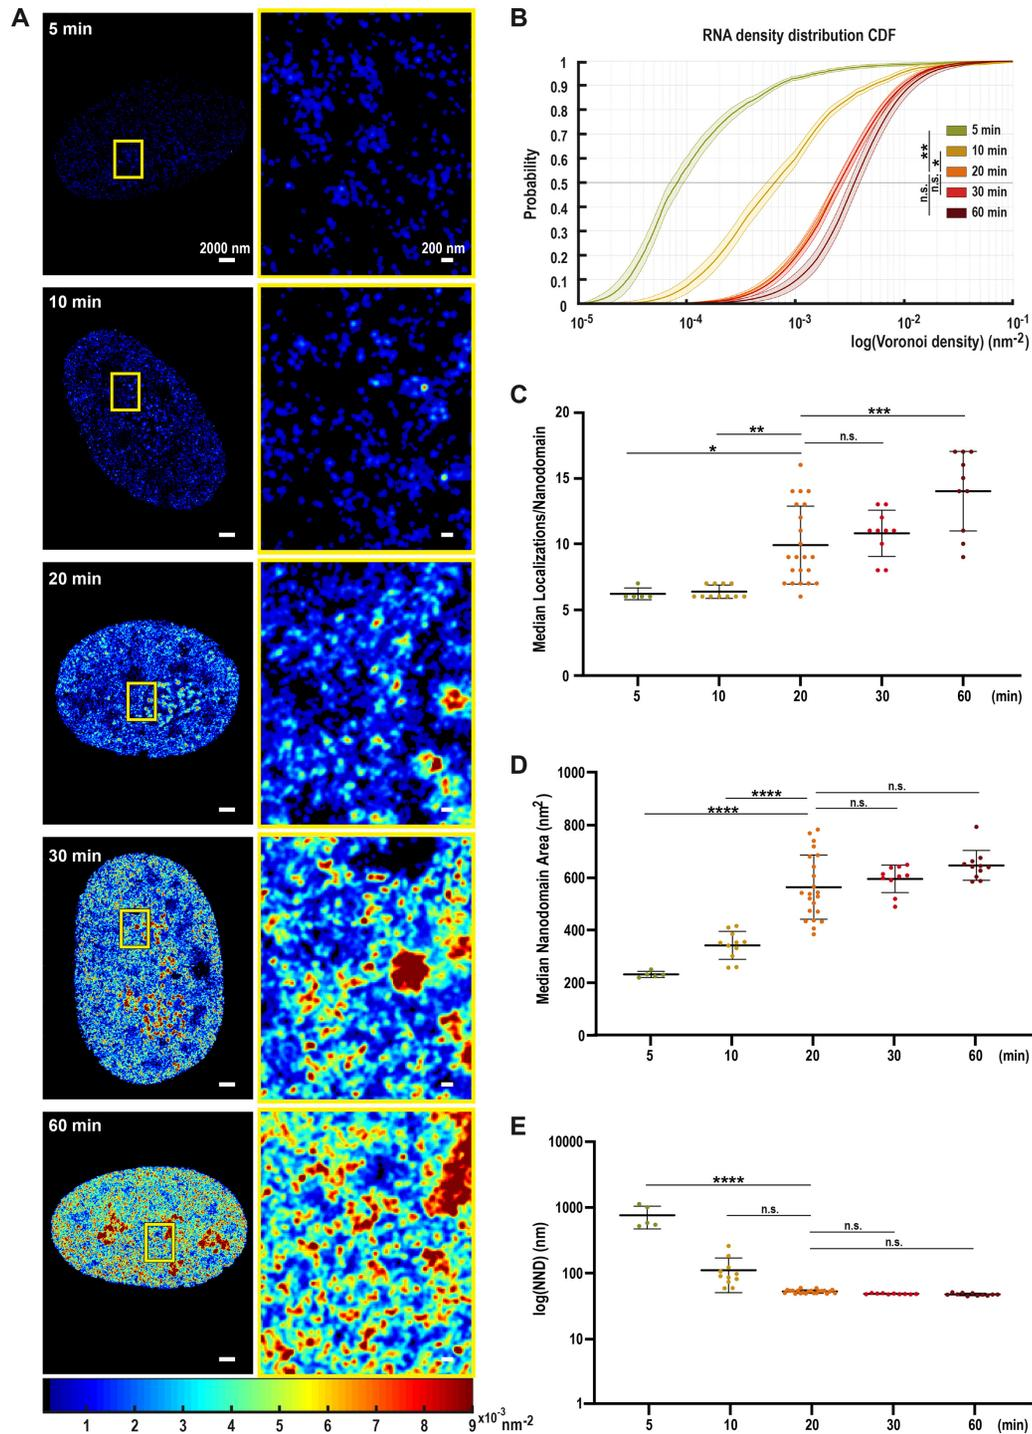 A
5 min
2000 nm
200 nm
10 min
20 min
30 min
60 min
1 2 3 4 5 6 7 8 9 x10-3 nm-2
B
RNA density distribution CDF
Probability
1
0.9
0.8
0.7
0.6
0.5
0.4
0.3
0.2
0.1
0
10-5 10-4 10-3 10-2 10-1
log(Voronoi density) (nm-2)
** * n.s. n.s.
5 min
10 min
20 min
30 min
60 min
C
Median Localizations/Nanodomain
20
15
10
5
0
***
**
n.s.
*
5 10 20 30 60 (min)
D
Median Nanodomain Area (nm2)
1000
800
600
400
200
0
n.s.
****
n.s.
****
5 10 20 30 60 (min)
E
log(NND) (nm)
10000
1000
100
10
1
****
n.s.
n.s.
n.s.
5 10 20 30 60 (min)